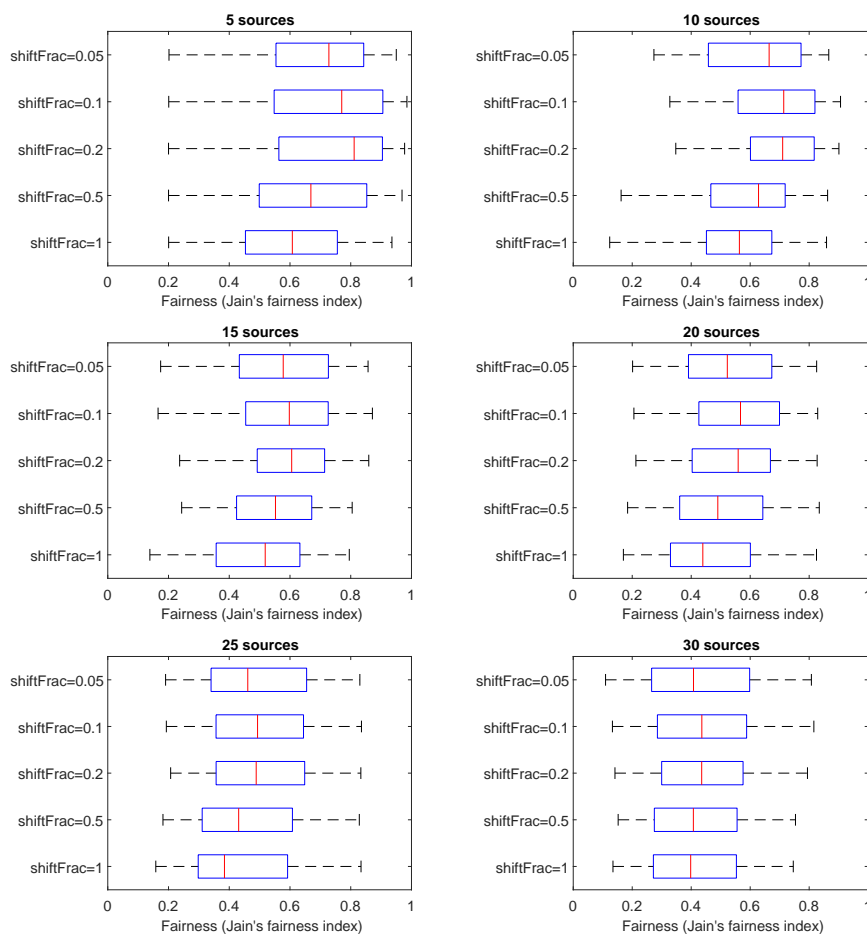 5 sources
shiftFrac=0.05
shiftFrac=0.1
shiftFrac=0.2
shiftFrac=0.5
shiftFrac=1
0 0.2 0.4 0.6 0.8 1
Fairness (Jain's fairness index)
10 sources
shiftFrac=0.05
shiftFrac=0.1
shiftFrac=0.2
shiftFrac=0.5
shiftFrac=1
0 0.2 0.4 0.6 0.8 1
Fairness (Jain's fairness index)
15 sources
shiftFrac=0.05
shiftFrac=0.1
shiftFrac=0.2
shiftFrac=0.5
shiftFrac=1
0 0.2 0.4 0.6 0.8 1
Fairness (Jain's fairness index)
20 sources
shiftFrac=0.05
shiftFrac=0.1
shiftFrac=0.2
shiftFrac=0.5
shiftFrac=1
0 0.2 0.4 0.6 0.8 1
Fairness (Jain's fairness index)
25 sources
shiftFrac=0.05
shiftFrac=0.1
shiftFrac=0.2
shiftFrac=0.5
shiftFrac=1
0 0.2 0.4 0.6 0.8 1
Fairness (Jain's fairness index)
30 sources
shiftFrac=0.05
shiftFrac=0.1
shiftFrac=0.2
shiftFrac=0.5
shiftFrac=1
0 0.2 0.4 0.6 0.8 1
Fairness (Jain's fairness index)